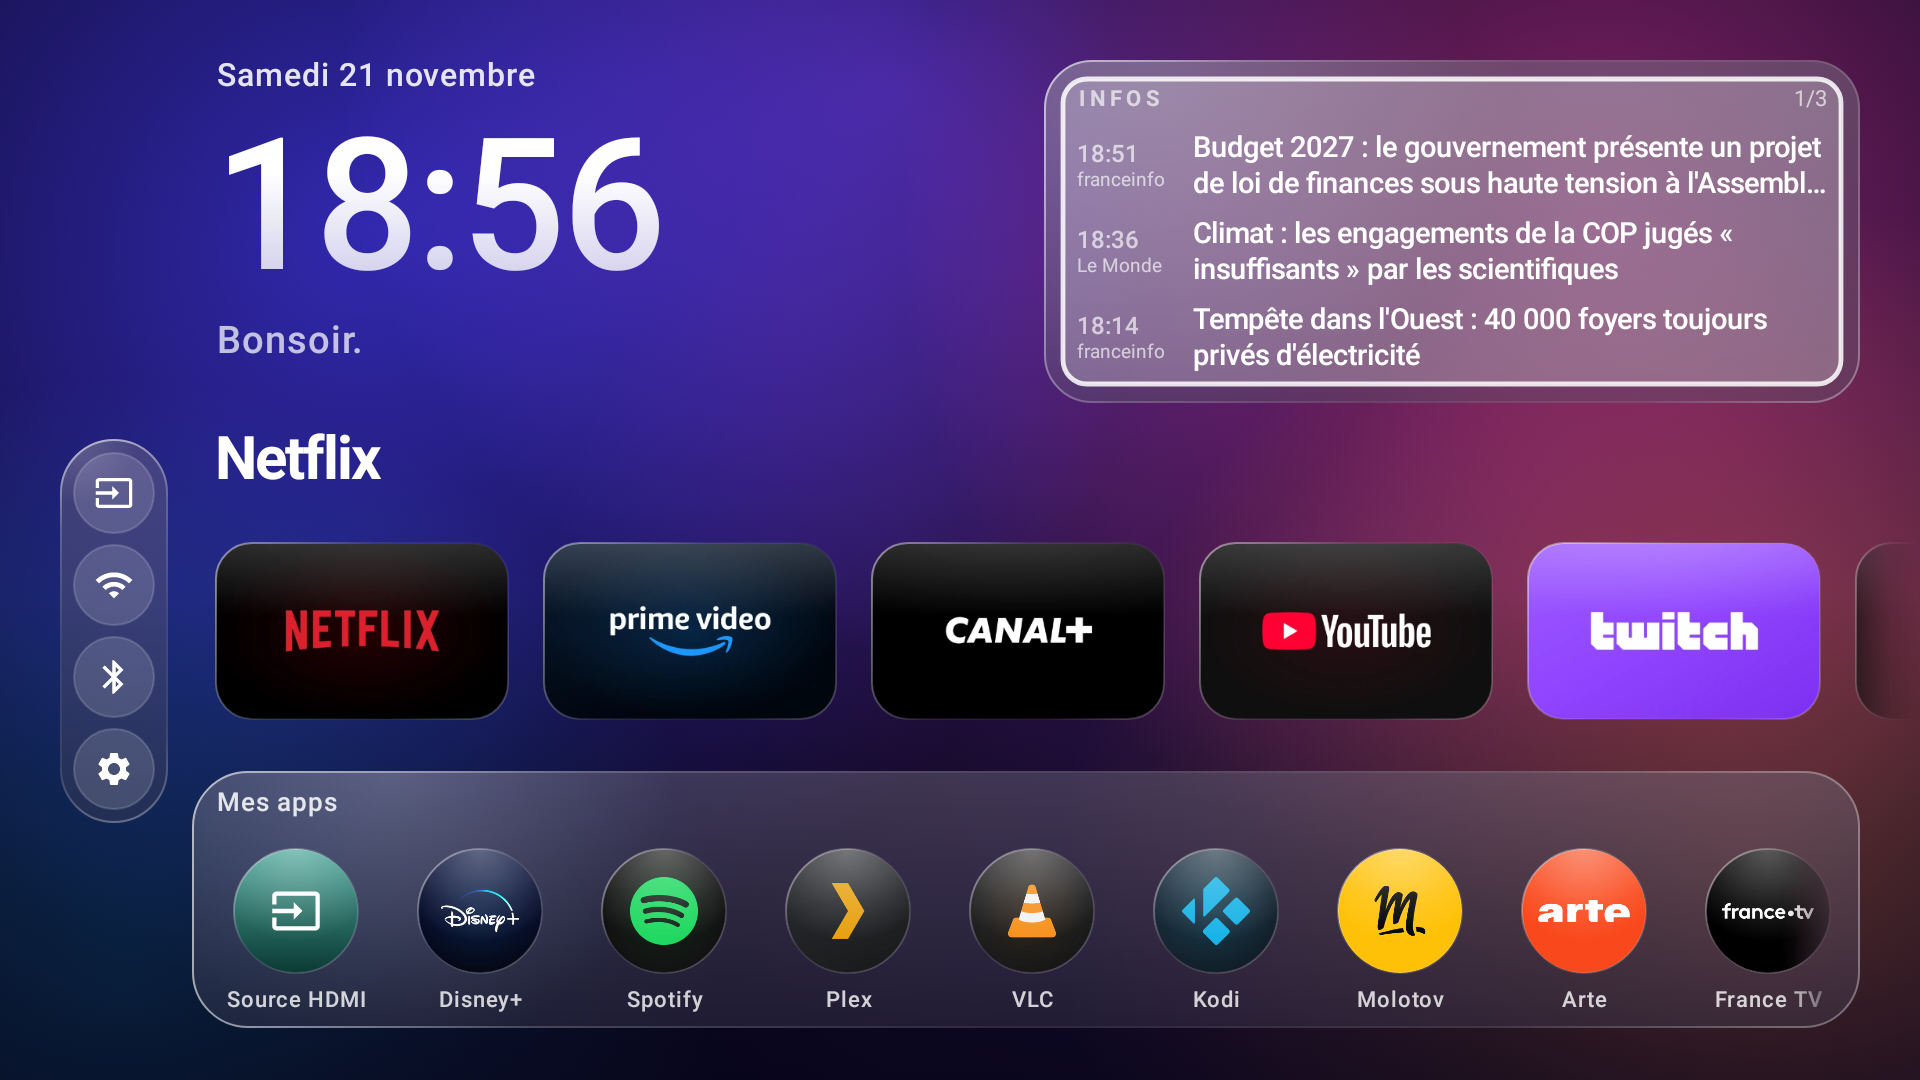 Samedi 21 novembre
18:56
Bonsoir.
INFOS
1/3
18:51
franceinfo
Budget 2027 : le gouvernement présente un projet
de loi de finances sous haute tension à l'Assembl...
18:36
Le Monde
Climat : les engagements de la COP jugés «
insuffisants » par les scientifiques
18:14
franceinfo
Tempête dans l'Ouest : 40 000 foyers toujours
privés d'électricité
Netflix
NETFLIX
prime video
CANAL+
YouTube
twitch
Mes apps
Disney+
M.
arte
france•tv
Source HDMI
Disney+
Spotify
Plex
VLC
Kodi
Molotov
Arte
France TV